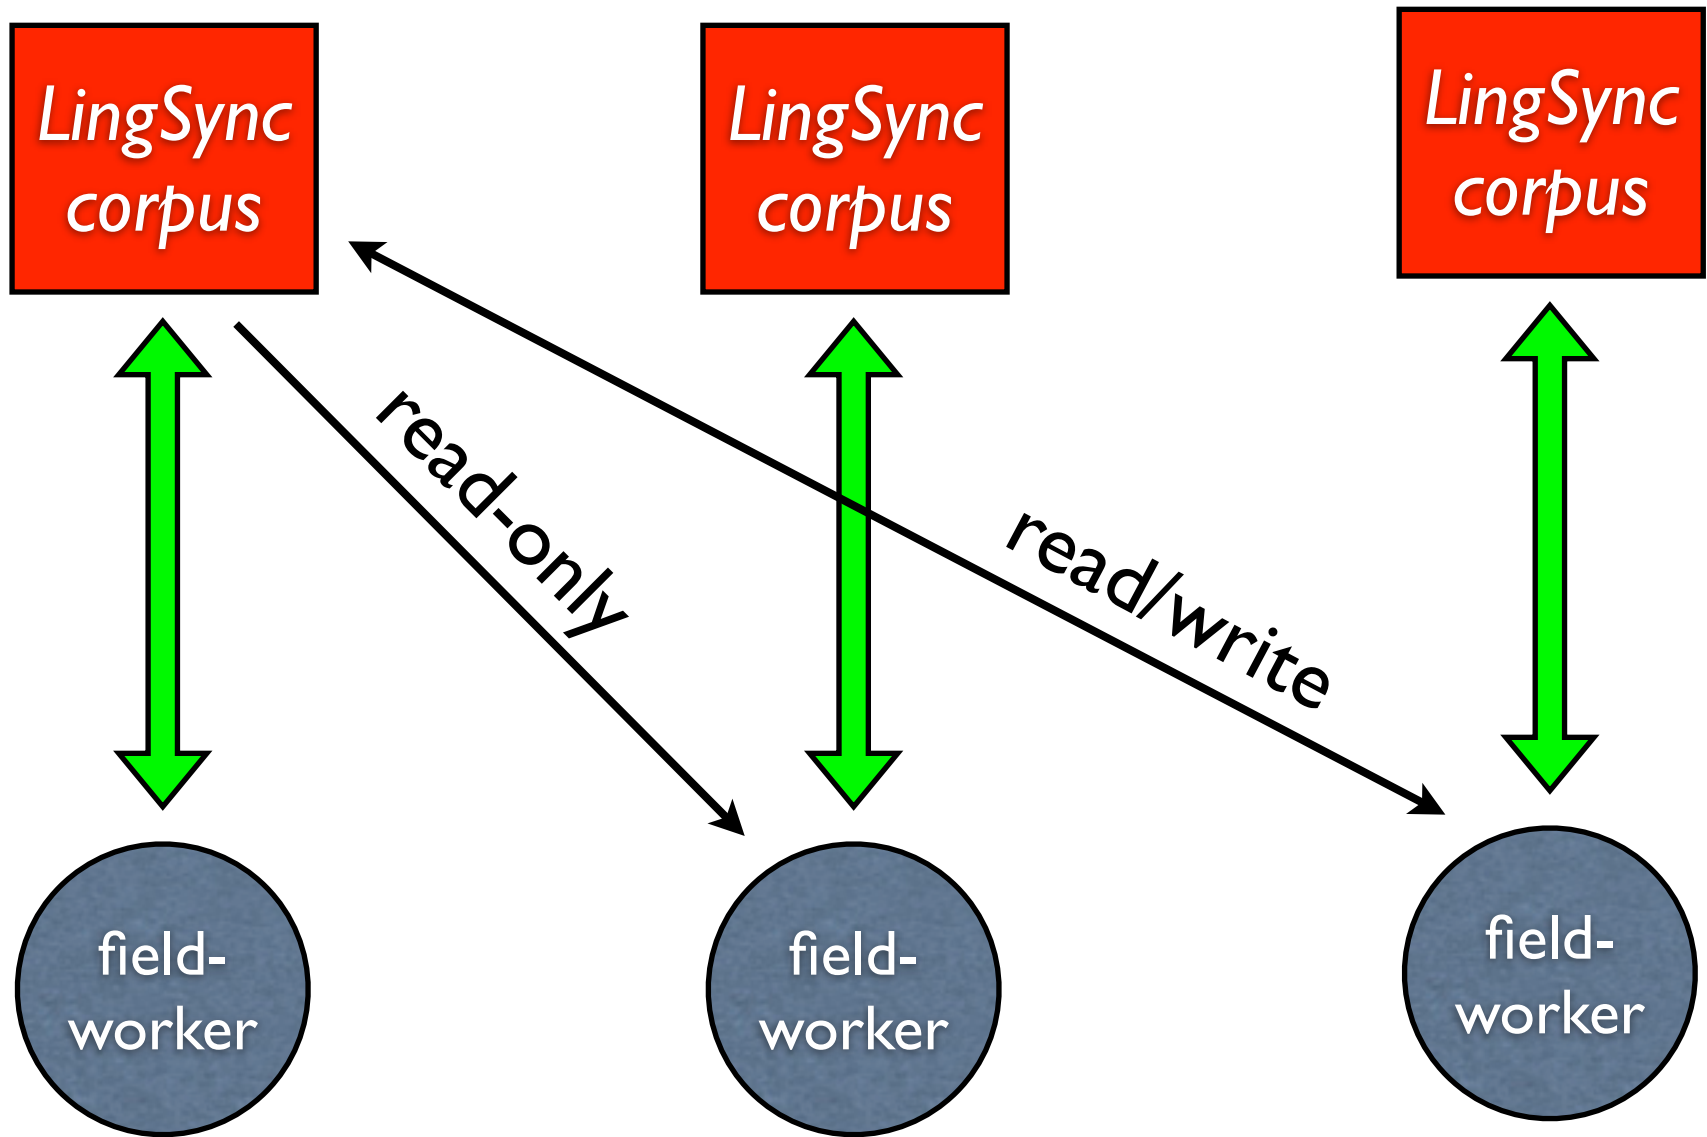 LingSync
corpus
LingSync
corpus
LingSync
corpus
read-only
read/write
field-
worker
field-
worker
field-
worker